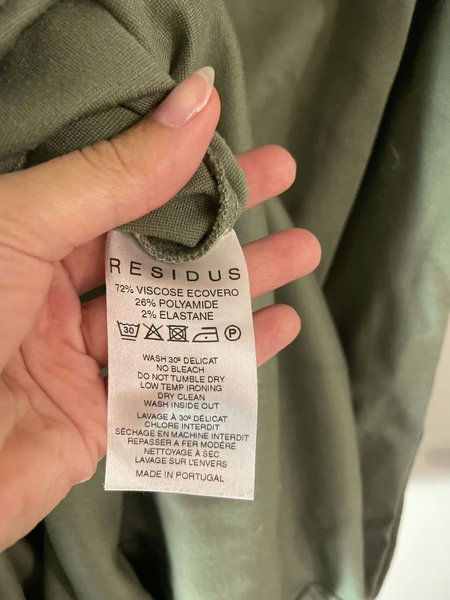 RESIDUS
72% VISCOSE ECOVERO
26% POLYAMIDE
2% ELASTANE
30 P
WASH 30º DELICAT
NO BLEACH
DO NOT TUMBLE DRY
LOW TEMP IRONING
DRY CLEAN
WASH INSIDE OUT
LAVAGE À 30º DÉLICAT
CHLORE INTERDIT
SÉCHAGE EN MACHINE INTERDIT
REPASSER A FER MODÉRÉ
NETTOYAGE À SEC
LAVAGE SUR L'ENVERS
MADE IN PORTUGAL